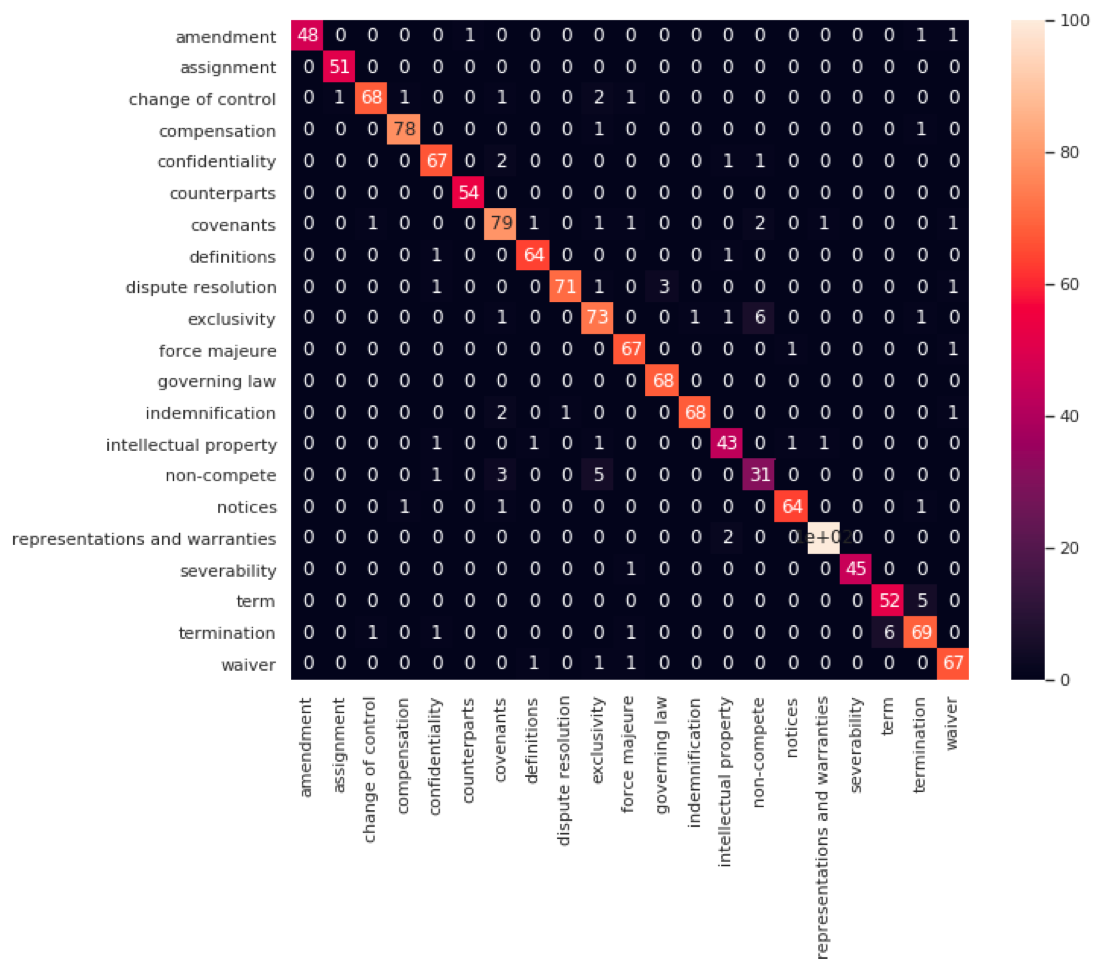 amendment 48 0 0 0 0 1 0 0 0 0 0 0 0 0 0 0 0 0 0 1 1
assignment 0 51 0 0 0 0 0 0 0 0 0 0 0 0 0 0 0 0 0 0 0
change of control 0 1 68 1 0 0 1 0 0 2 1 0 0 0 0 0 0 0 0 0 0
compensation 0 0 0 78 0 0 0 0 0 1 0 0 0 0 0 0 0 0 0 1 0
confidentiality 0 0 0 0 67 0 2 0 0 0 0 0 0 1 1 0 0 0 0 0 0
counterparts 0 0 0 0 0 54 0 0 0 0 0 0 0 0 0 0 0 0 0 0 0
covenants 0 0 1 0 0 0 79 1 0 1 1 0 0 0 2 0 1 0 0 0 1
definitions 0 0 0 0 1 0 0 64 0 0 0 0 0 1 0 0 0 0 0 0 0
dispute resolution 0 0 0 0 1 0 0 0 71 1 0 3 0 0 0 0 0 0 0 0 1
exclusivity 0 0 0 0 0 0 1 0 0 73 0 0 1 1 6 0 0 0 0 1 0
force majeure 0 0 0 0 0 0 0 0 0 0 67 0 0 0 0 1 0 0 0 0 1
governing law 0 0 0 0 0 0 0 0 0 0 0 68 0 0 0 0 0 0 0 0 0
indemnification 0 0 0 0 0 0 2 0 1 0 0 0 68 0 0 0 0 0 0 0 1
intellectual property 0 0 0 0 1 0 0 1 0 1 0 0 0 43 0 1 1 0 0 0 0
non-compete 0 0 0 0 1 0 3 0 0 5 0 0 0 0 31 0 0 0 0 0 0
notices 0 0 0 1 0 0 1 0 0 0 0 0 0 0 0 64 0 0 0 1 0
representations and warranties 0 0 0 0 0 0 0 0 0 0 0 0 0 2 0 0 1e+02 0 0 0 0
severability 0 0 0 0 0 0 0 0 0 0 1 0 0 0 0 0 0 45 0 0 0
term 0 0 0 0 0 0 0 0 0 0 0 0 0 0 0 0 0 0 52 5 0
termination 0 0 1 0 1 0 0 0 0 0 1 0 0 0 0 0 0 0 6 69 0
waiver 0 0 0 0 0 0 0 1 0 1 1 0 0 0 0 0 0 0 0 0 67
amendment
assignment
change of control
compensation
confidentiality
counterparts
covenants
definitions
dispute resolution
exclusivity
force majeure
governing law
indemnification
intellectual property
non-compete
notices
representations and warranties
severability
term
termination
waiver
100
80
60
40
20
0